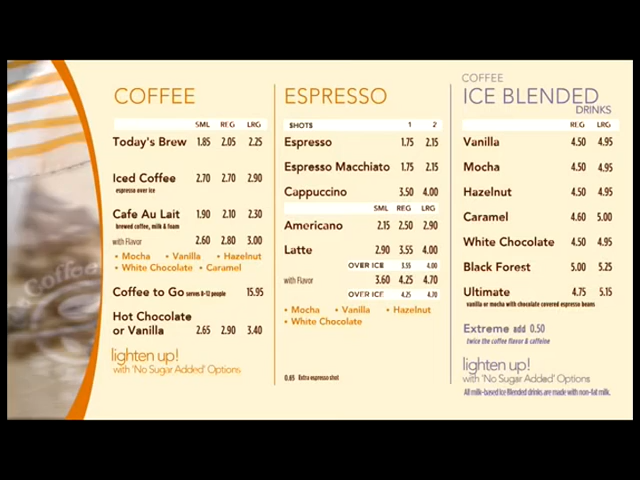 Coffee
COFFEE
SML REG LRG
Today's Brew 1.85 2.05 2.25
Iced Coffee 2.70 2.70 2.90
espresso over ice
Cafe Au Lait 1.90 2.10 2.30
brewed coffee, milk & foam
with Flavor 2.60 2.80 3.00
• Mocha • Vanilla • Hazelnut
• White Chocolate • Caramel
Coffee to Go serves 8-12 people 15.95
Hot Chocolate
or Vanilla 2.65 2.90 3.40
lighten up!
with 'No Sugar Added' Options
ESPRESSO
SHOTS 1 2
Espresso 1.75 2.15
Espresso Macchiato 1.75 2.15
Cappuccino 3.50 4.00
SML REG LRG
Americano 2.15 2.50 2.90
Latte 2.90 3.55 4.00
OVER ICE 3.55 4.00
with Flavor 3.60 4.25 4.70
OVER ICE 4.25 4.70
• Mocha • Vanilla • Hazelnut
• White Chocolate
0.65 Extra espresso shot
COFFEE
ICE BLENDED
DRINKS
REG LRG
Vanilla 4.50 4.95
Mocha 4.50 4.95
Hazelnut 4.50 4.95
Caramel 4.60 5.00
White Chocolate 4.50 4.95
Black Forest 5.00 5.25
Ultimate 4.75 5.15
vanilla or mocha with chocolate covered espresso beans
Extreme add 0.50
twice the coffee flavor & caffeine
lighten up!
with 'No Sugar Added' Options
All milk-based Ice Blended drinks are made with non-fat milk.